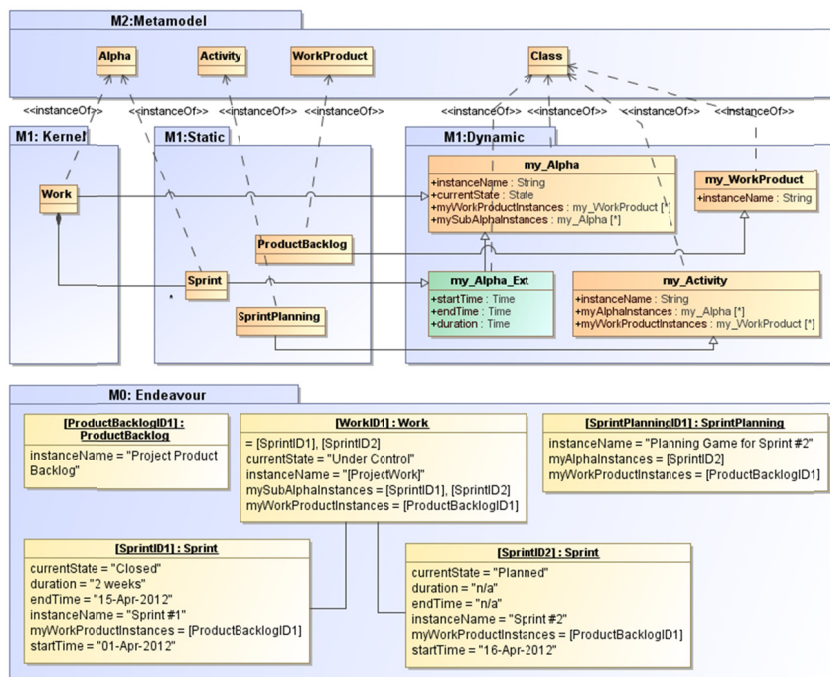 M2:Metamodel
Alpha
Activity
WorkProduct
Class
<<instanceOf>> <<instanceOf>> <<instanceOf>> <<instanceOf>>
<<instanceOf>> <<instanceOf>> <<instanceOf>> <<instanceOf>>
M1: Kernel
Work
M1:Static
ProductBacklog
Sprint
*
SprintPlanning
M1:Dynamic
my_Alpha
+instanceName : String
+currentState : State
+myWorkProductInstances : my_WorkProduct [*]
+mySubAlphaInstances : my_Alpha [*]
my_WorkProduct
+instanceName : String
my_Alpha_Ext
+startTime : Time
+endTime : Time
+duration : Time
my_Activity
+instanceName : String
+myAlphaInstances : my_Alpha [*]
+myWorkProductInstances : my_WorkProduct [*]
M0: Endeavour
[ProductBacklogID1] :
ProductBacklog
instanceName = "Project Product
Backlog"
[WorkID1] : Work
= [SprintID1], [SprintID2]
currentState = "Under Control"
instanceName = "[ProjectWork]"
mySubAlphaInstances = [SprintID1], [SprintID2]
myWorkProductInstances = [ProductBacklogID1]
[SprintPlanningID1] : SprintPlanning
instanceName = "Planning Game for Sprint #2"
myAlphaInstances = [SprintID2]
myWorkProductInstances = [ProductBacklogID1]
[SprintID1] : Sprint
currentState = "Closed"
duration = "2 weeks"
endTime = "15-Apr-2012"
instanceName = "Sprint #1"
myWorkProductInstances = [ProductBacklogID1]
startTime = "01-Apr-2012"
[SprintID2] : Sprint
currentState = "Planned"
duration = "n/a"
endTime = "n/a"
instanceName = "Sprint #2"
myWorkProductInstances = [ProductBacklogID1]
startTime = "16-Apr-2012"